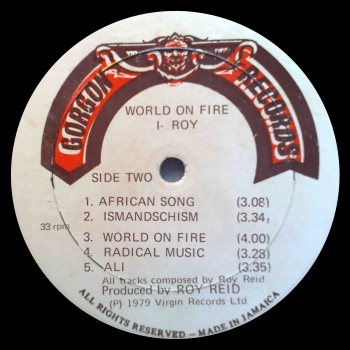 GORGON RECORDS
WORLD ON FIRE
I- ROY
SIDE TWO
1. AFRICAN SONG (3.08)
2. ISMANDSCHISM (3.34,
33 rpm
3. WORLD ON FIRE (4.00)
4. RADICAL MUSIC (3.28)
5. ALI (3.35)
All tracks composed by Roy Reid
Produced by ROY REID
(P) 1979 Virgin Records Ltd
ALL RIGHTS RESERVED – MADE IN JAMAICA